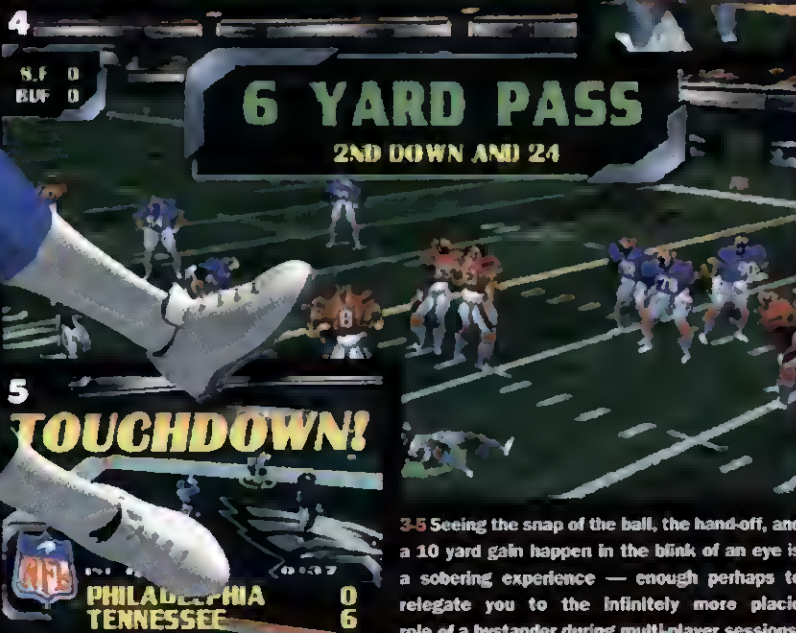 4
S.F 0
BUF 0
6 YARD PASS
2ND DOWN AND 24
5
TOUCHDOWN!
NFL
0:37
PHILADELPHIA 0
TENNESSEE 6
3-5 Seeing the snap of the ball, the hand-off, and
a 10 yard gain happen in the blink of an eye is
a sobering experience — enough perhaps to
relegate you to the infinitely more placid
role of a bystander during multi-player sessions.